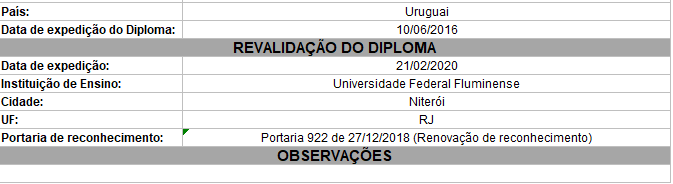 País: Uruguai
Data de expedição do Diploma: 10/06/2016
REVALIDAÇÃO DO DIPLOMA
Data de expedição: 21/02/2020
Instituição de Ensino: Universidade Federal Fluminense
Cidade: Niterói
UF: RJ
Portaria de reconhecimento: Portaria 922 de 27/12/2018 (Renovação de reconhecimento)
OBSERVAÇÕES